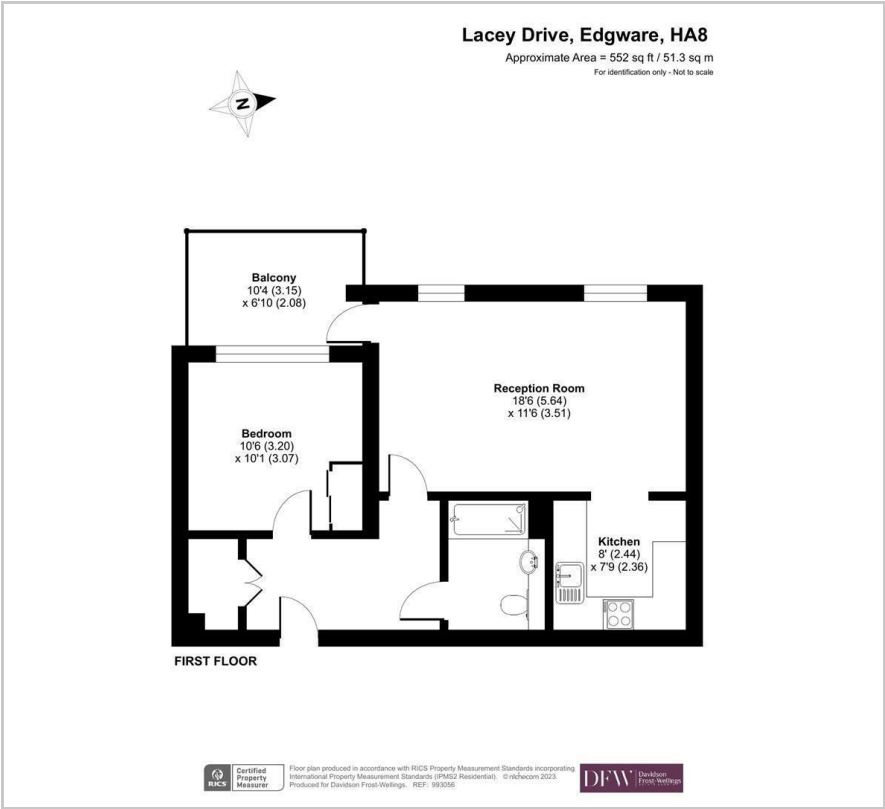 Lacey Drive, Edgware, HA8
Approximate Area = 552 sq ft / 51.3 sq m
For identification only - Not to scale
N
Balcony
10'4 (3.15)
x 6'10 (2.08)
Reception Room
18'6 (5.64)
x 11'6 (3.51)
Bedroom
10'6 (3.20)
x 10'1 (3.07)
Kitchen
8' (2.44)
x 7'9 (2.36)
FIRST FLOOR
RICS
Certified
Property
Measurer
Floor plan produced in accordance with RICS Property Measurement Standards incorporating
International Property Measurement Standards (IPMS2 Residential). © nichecom 2023.
Produced for Davidson Frost-Wellings. REF: 993056
DFW
Davidson
Frost-Wellings